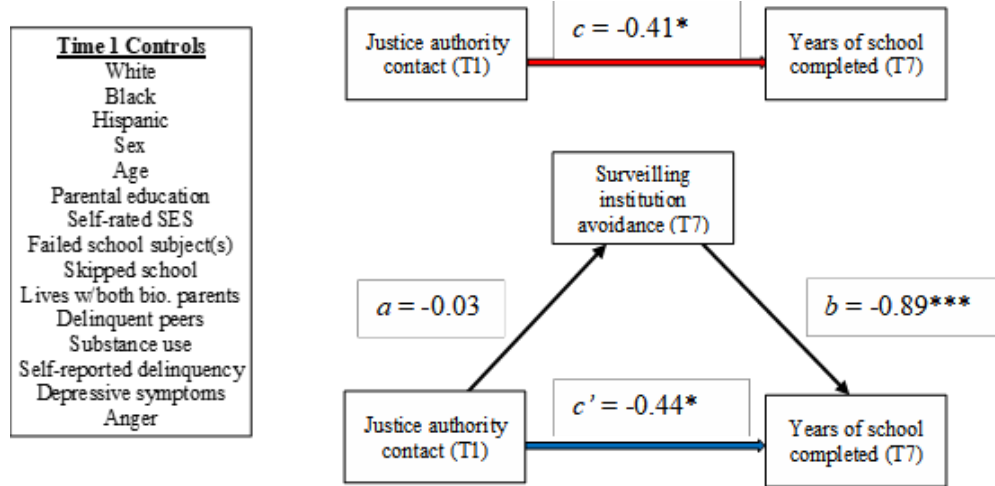 Time 1 Controls
White
Black
Hispanic
Sex
Age
Parental education
Self-rated SES
Failed school subject(s)
Skipped school
Lives w/both bio. parents
Delinquent peers
Substance use
Self-reported delinquency
Depressive symptoms
Anger
Justice authority
contact (T1)
c = -0.41*
Years of school
completed (T7)
Surveilling
institution
avoidance (T7)
a = -0.03
b = -0.89***
Justice authority
contact (T1)
c’ = -0.44*
Years of school
completed (T7)